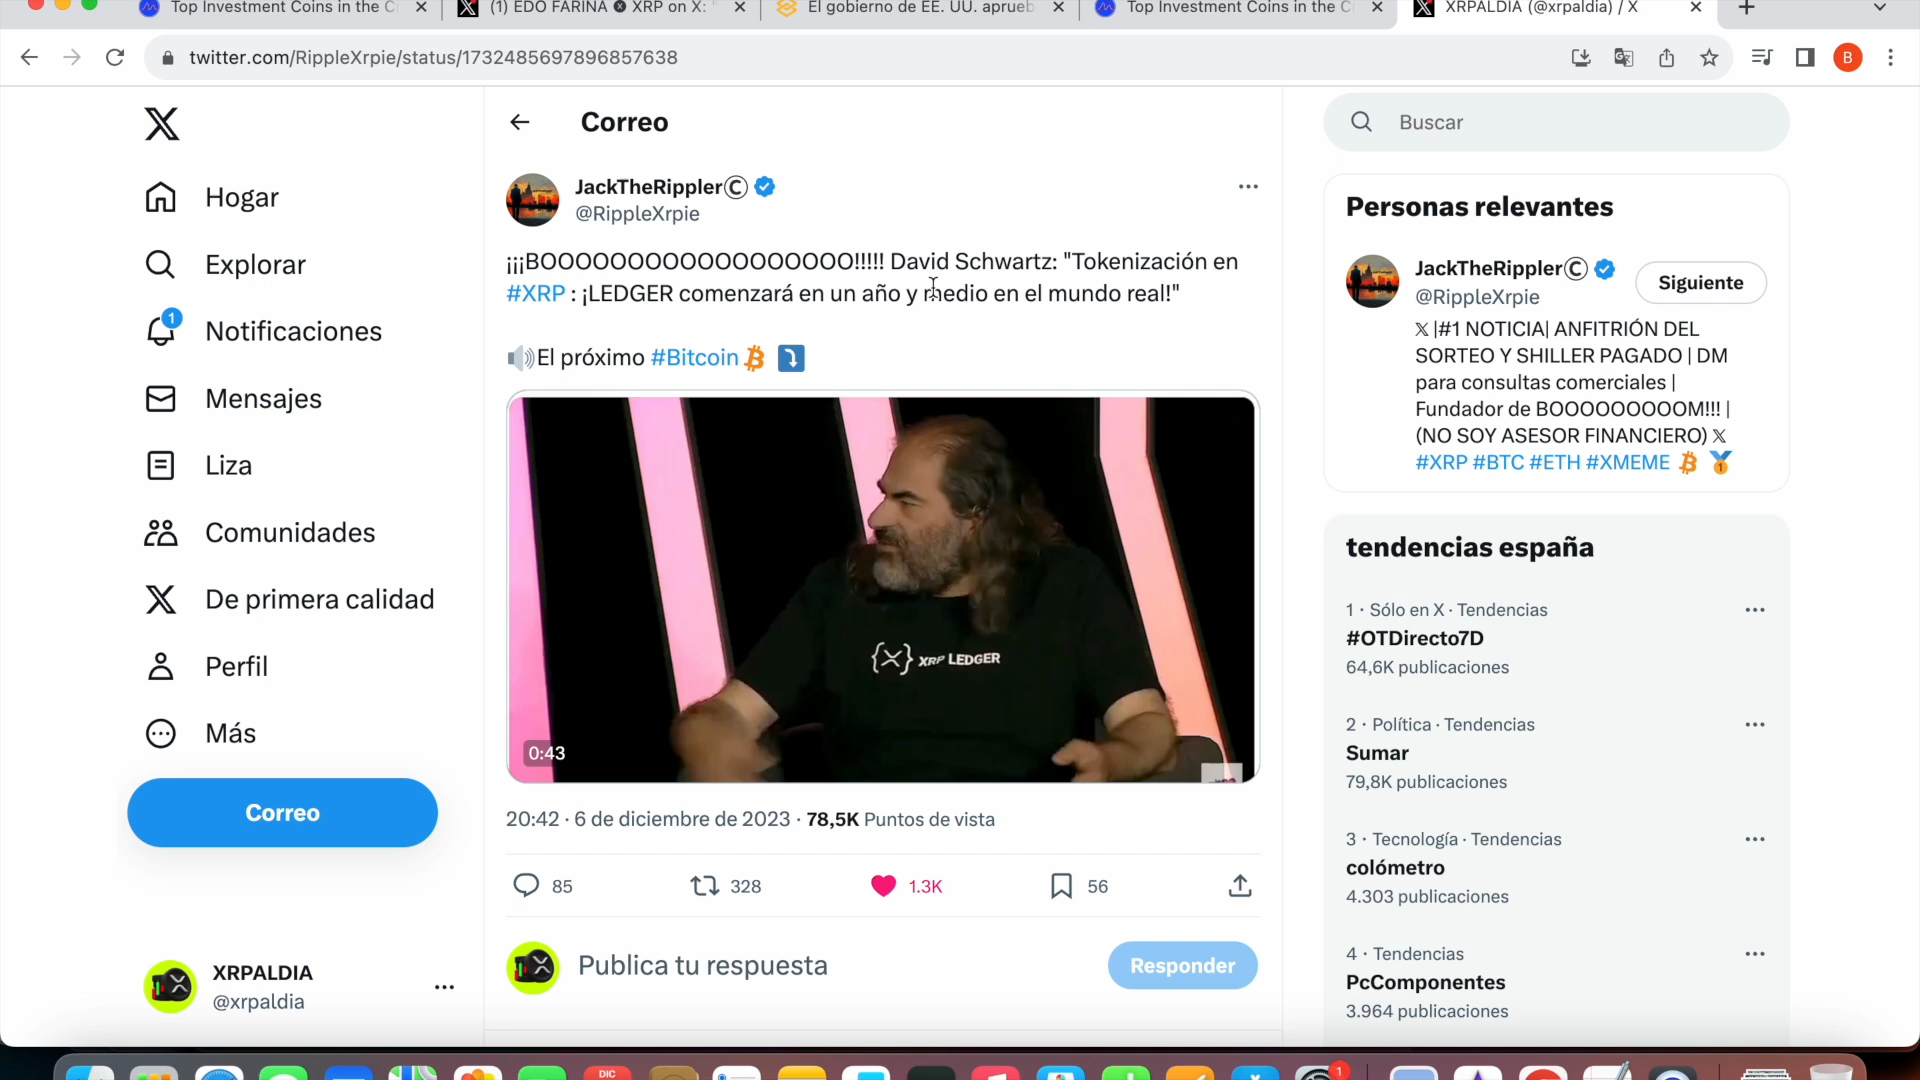 Top Investment Coins in the C
(1) EDO FARINA XRP on X: "
El gobierno de EE. UU. aprueb
Top Investment Coins in the C
XRPALDIA (@xrpaldia) / X
twitter.com/RippleXrpie/status/1732485697896857638
B
Hogar
Explorar
1
Notificaciones
Mensajes
Liza
Comunidades
De primera calidad
Perfil
Más
Correo
XRPALDIA
@xrpaldia
Correo
JackTheRippler©
@RippleXrpie
¡¡¡BOOOOOOOOOOOOOOOOOO!!!!! David Schwartz: "Tokenización en
#XRP : ¡LEDGER comenzará en un año y medio en el mundo real!"
El próximo #Bitcoin
XRP LEDGER
0:43
20:42 · 6 de diciembre de 2023 · 78,5K Puntos de vista
85 328 1.3K 56
Publica tu respuesta
Responder
Buscar
Personas relevantes
JackTheRippler©
@RippleXrpie
Siguiente
𝕏 |#1 NOTICIA| ANFITRIÓN DEL
SORTEO Y SHILLER PAGADO | DM
para consultas comerciales |
Fundador de BOOOOOOOOOM!!! |
(NO SOY ASESOR FINANCIERO) 𝕏
#XRP #BTC #ETH #XMEME
tendencias españa
1 · Sólo en X · Tendencias
#OTDirecto7D
64,6K publicaciones
2 · Política · Tendencias
Sumar
79,8K publicaciones
3 · Tecnología · Tendencias
colómetro
4.303 publicaciones
4 · Tendencias
PcComponentes
3.964 publicaciones
DIC
1